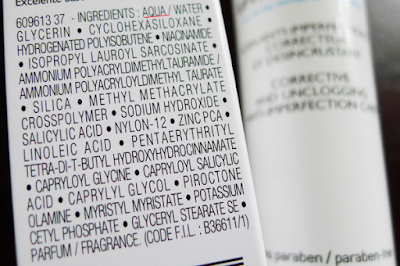 609613 37 - INGREDIENTS : AQUA / WATER •
GLYCERIN • CYCLOHEXASILOXANE •
HYDROGENATED POLYISOBUTENE • NIACINAMIDE
• ISOPROPYL LAUROYL SARCOSINATE •
AMMONIUM POLYACRYLDIMETHYLTAURAMIDE /
AMMONIUM POLYACRYLOYLDIMETHYL TAURATE
• SILICA • METHYL METHACRYLATE
CROSSPOLYMER • SODIUM HYDROXIDE •
SALICYLIC ACID • NYLON-12 • ZINC PCA •
LINOLEIC ACID • PENTAERYTHRITYL
TETRA-DI-T-BUTYL HYDROXYHYDROCINNAMATE
• CAPRYLOYL GLYCINE • CAPRYLOYL SALICYLIC
ACID • CAPRYLYL GLYCOL • PIROCTONE
OLAMINE • MYRISTYL MYRISTATE • POTASSIUM
CETYL PHOSPHATE • GLYCERYL STEARATE SE •
PARFUM / FRAGRANCE. (CODE F.I.L. : B36611/1)
CORRECTEUR
ET DESINCRUSTANT
CORRECTIVE
AND UNCLOGGING
paraben / paraben-